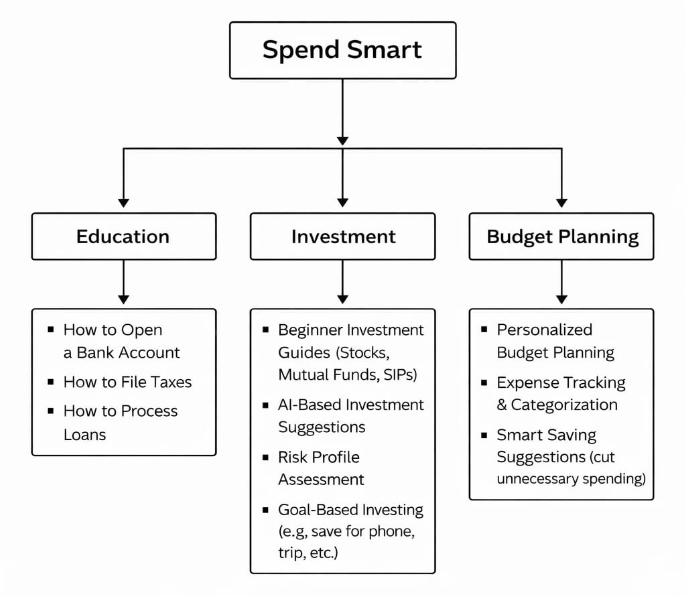 Spend Smart
Education
How to Open
a Bank Account
How to File Taxes
How to Process
Loans
Investment
Beginner Investment
Guides (Stocks,
Mutual Funds, SIPs)
AI-Based Investment
Suggestions
Risk Profile
Assessment
Goal-Based Investing
(e.g, save for phone,
trip, etc.)
Budget Planning
Personalized
Budget Planning
Expense Tracking
& Categorization
Smart Saving
Suggestions (cut
unnecessary spending)